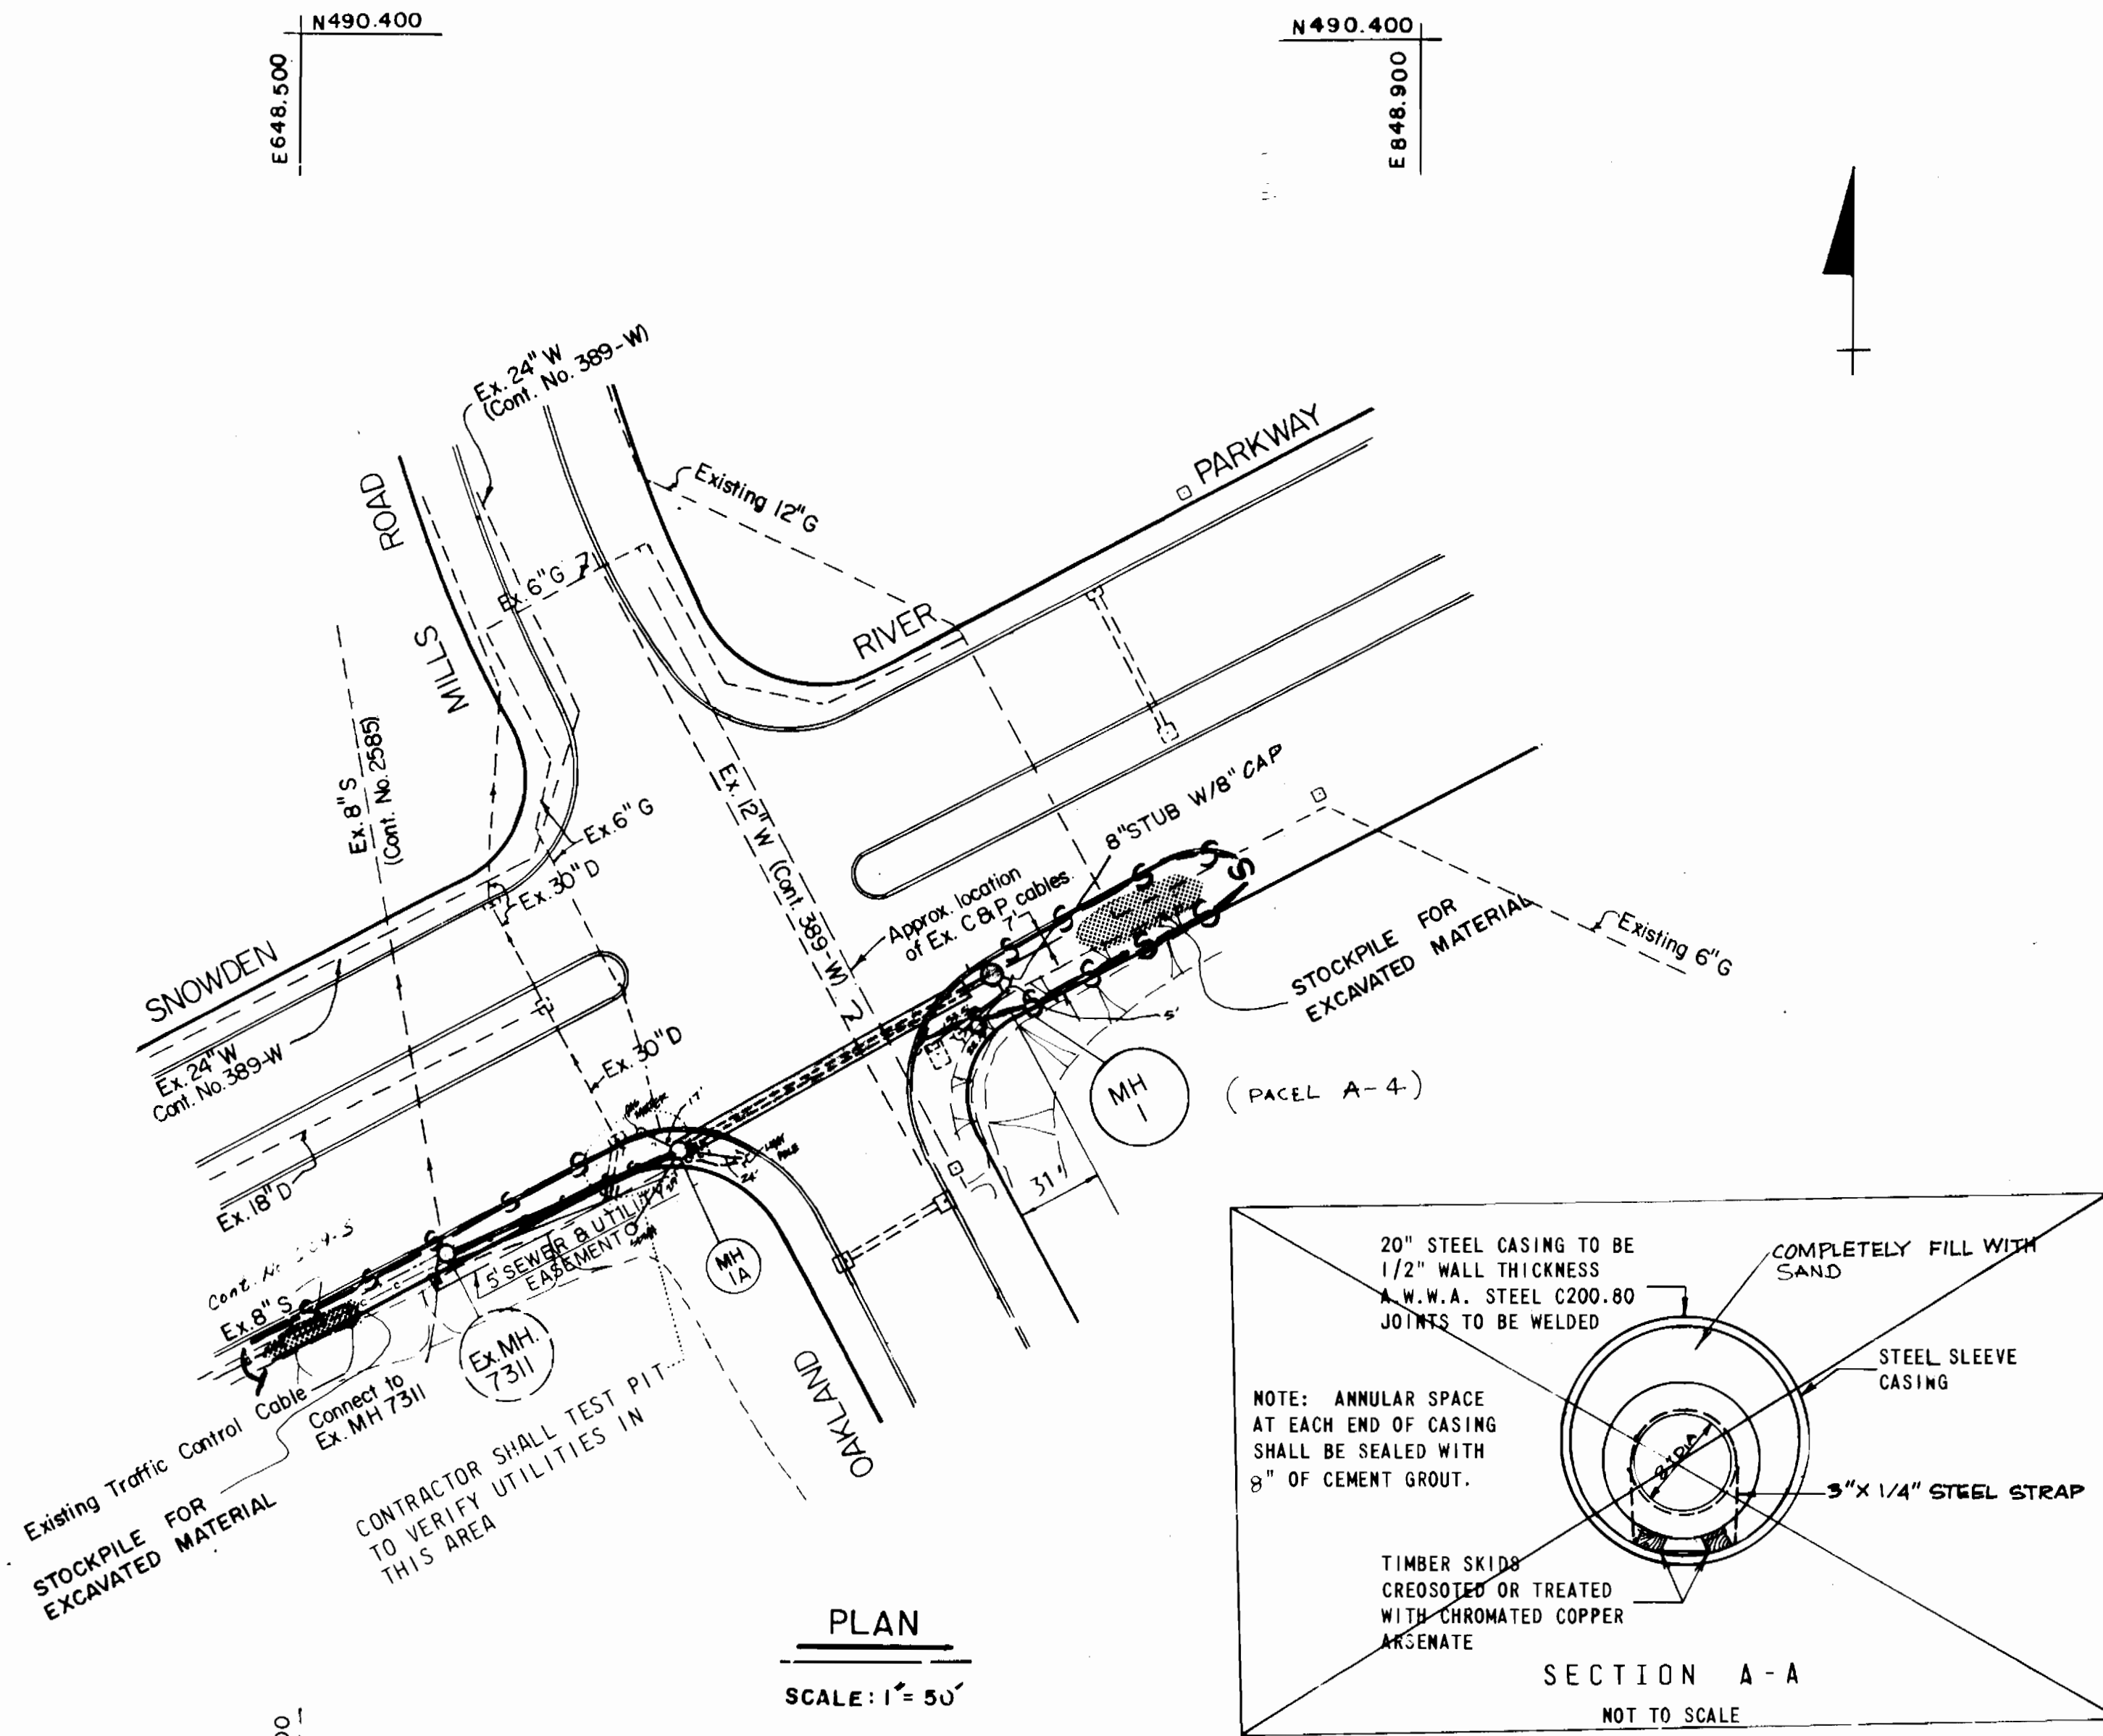 N490.400
E648.500
N490.400
E848.900
Ex. 24" W
(Cont. No. 389-W)
ROAD
MILLS
Existing 12"G
PARKWAY
RIVER
Ex. 6"G
Ex. 8" S
(Cont. No. 2585)
Ex. 6" G
Ex. 30" D
Ex. 12" W (Cont. 389-W)
8" STUB W/8" CAP
Approx. location
of Ex. C&P. cables.
7'
SNOWDEN
Ex. 24" W
Cont. No. 389-W
STOCKPILE FOR
EXCAVATED MATERIAL
Existing 6"G
5'
Ex. 30" D
MH
1
(PACEL A-4)
17'
24'
31'
Ex. 18" D
Ex. 8" S
5' SEWER & UTILITY
EASEMENT
MH
1A
Ex. MH.
7311
Existing Traffic Control Cable
Connect to
Ex. MH 7311
STOCKPILE FOR
EXCAVATED MATERIAL
CONTRACTOR SHALL TEST PIT
TO VERIFY UTILITIES IN
THIS AREA
OAKLAND
PLAN
SCALE: 1" = 50'
20" STEEL CASING TO BE
1/2" WALL THICKNESS
A.W.W.A. STEEL C200.80
JOINTS TO BE WELDED
COMPLETELY FILL WITH
SAND
STEEL SLEEVE
CASING
NOTE: ANNULAR SPACE
AT EACH END OF CASING
SHALL BE SEALED WITH
8" OF CEMENT GROUT.
8" DIA
3" X 1/4" STEEL STRAP
TIMBER SKIDS
CREOSOTED OR TREATED
WITH CHROMATED COPPER
ARSENATE
SECTION A-A
NOT TO SCALE